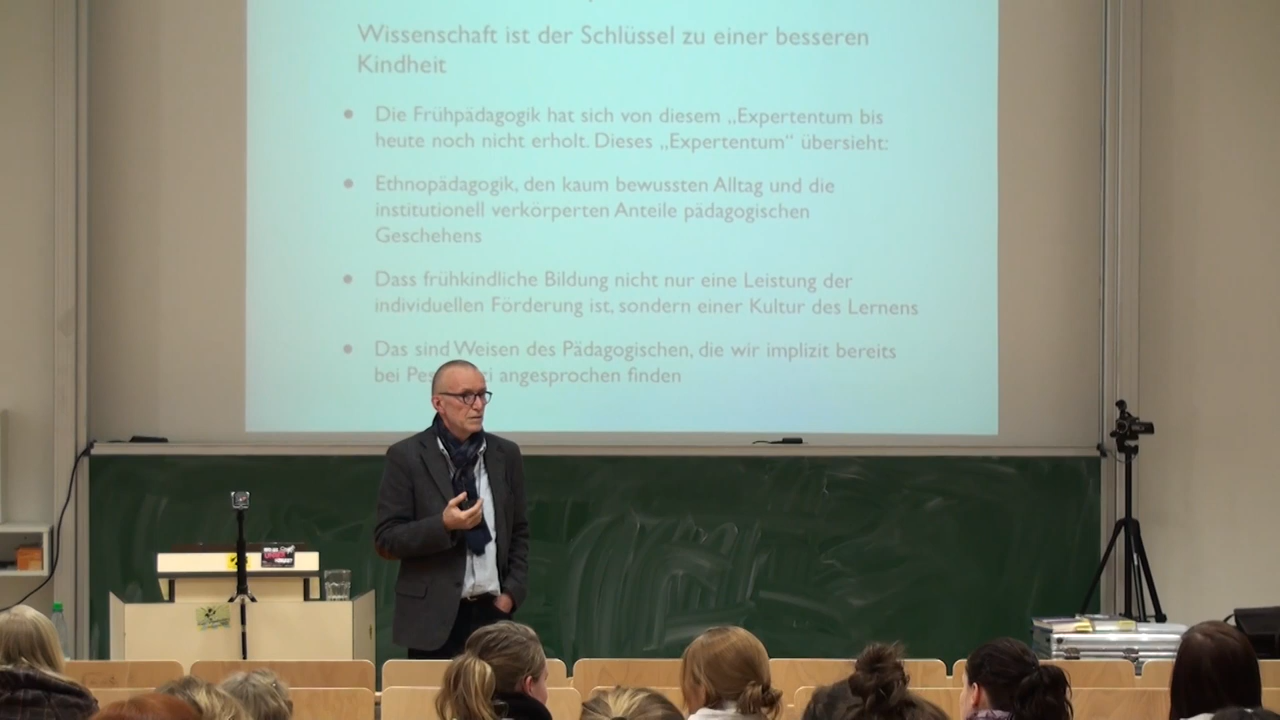 Wissenschaft ist der Schlüssel zu einer besseren
Kindheit
• Die Frühpädagogik hat sich von diesem „Expertentum bis
heute noch nicht erholt. Dieses „Expertentum“ übersieht:
• Ethnopädagogik, den kaum bewussten Alltag und die
institutionell verkörperten Anteile pädagogischen
Geschehens
• Dass frühkindliche Bildung nicht nur eine Leistung der
individuellen Förderung ist, sondern einer Kultur des Lernens
• Das sind Weisen des Pädagogischen, die wir implizit bereits
bei angesprochen finden